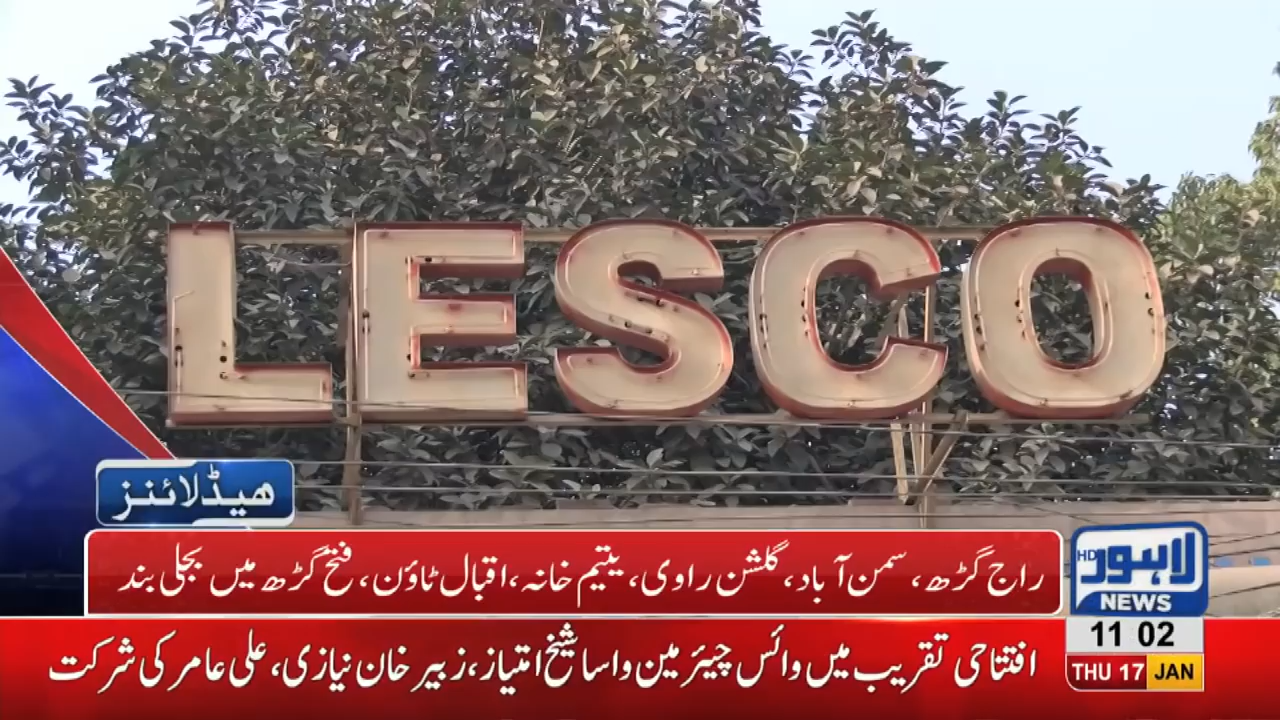 LESCO
ھیڈلائنز
راج گڑھ، سمن آباد، گلشن راوی، یتیم خانہ، اقبال ٹاؤن، فتح گڑھ میں بجلی بند
HD لاہور
NEWS
11 02
THU 17 JAN
افتتاحی تقریب میں وائس چیئرمین واسا شیخ امتیاز، زبیر خان نیازی، علی عامر کی شرکت